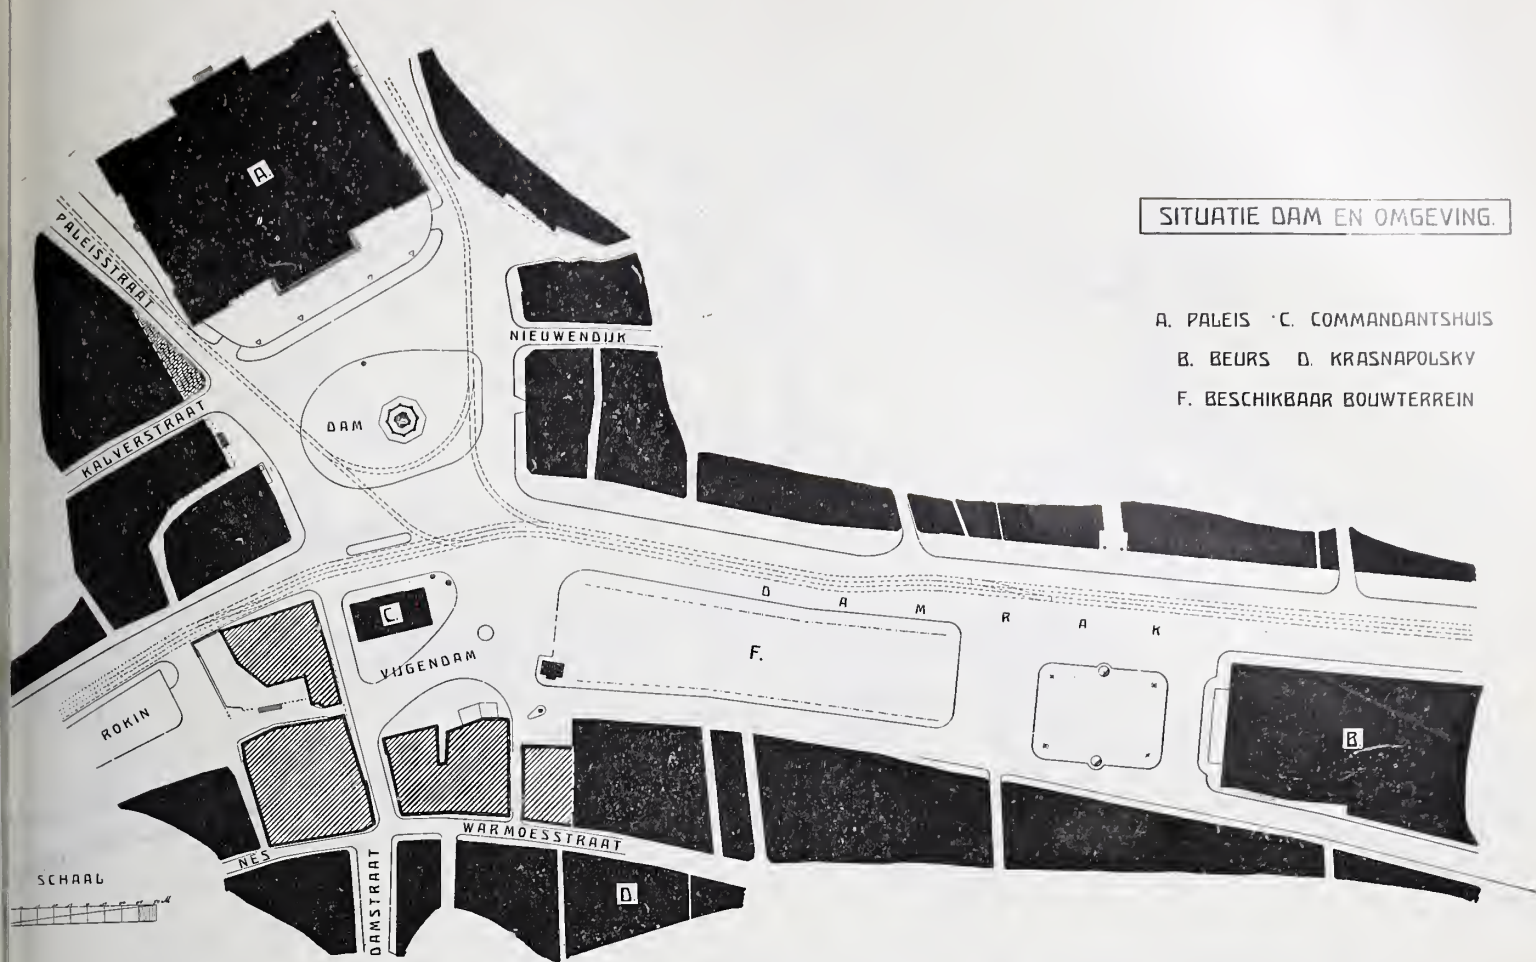 SITUATIE DAM EN OMGEVING.
A. PALEIS C. COMMANDANTSHUIS
B. BEURS D. KRASNAPOLSKY
F. BESCHIKBAAR BOUWTERREIN
A.
PALEISSTRAAT
NIEUWENDIJK
DAM
KALVERSTRAAT
C.
DAMRAK
VIJGENDAM
F.
ROKIN
B.
WARMOESSTRAAT
NES
DAMSTRAAT
D.
SCHAAL